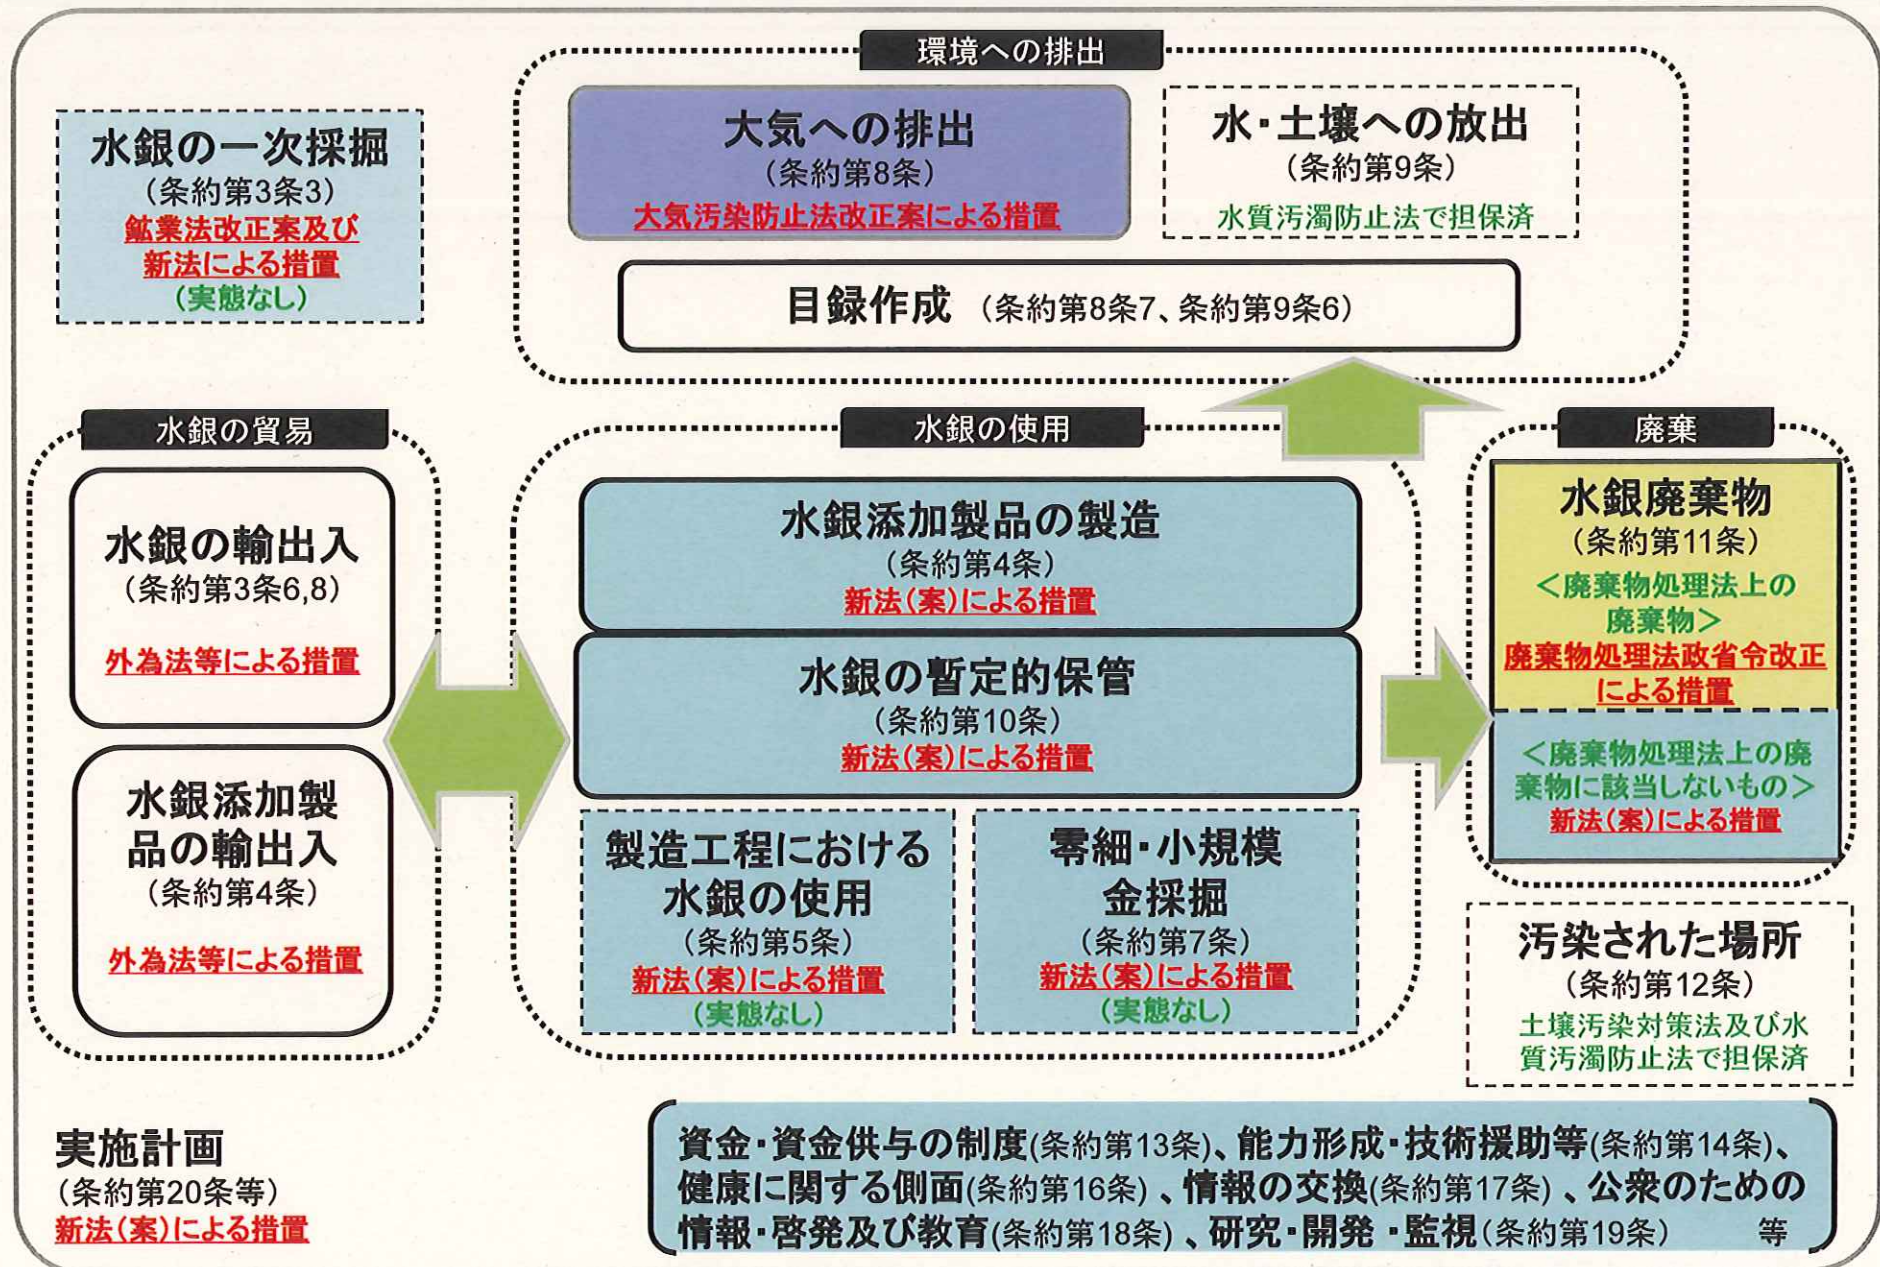 環境への排出
水銀の一次採掘
(条約第3条3)
鉱業法改正案及び
新法による措置
(実態なし)
大気への排出
(条約第8条)
大気汚染防止法改正案による措置
水・土壌への放出
(条約第9条)
水質汚濁防止法で担保済
目録作成 (条約第8条7、条約第9条6)
水銀の貿易
水銀の輸出入
(条約第3条6,8)
外為法等による措置
水銀添加製
品の輸出入
(条約第4条)
外為法等による措置
水銀の使用
水銀添加製品の製造
(条約第4条)
新法(案)による措置
水銀の暫定的保管
(条約第10条)
新法(案)による措置
製造工程における
水銀の使用
(条約第5条)
新法(案)による措置
(実態なし)
零細・小規模
金採掘
(条約第7条)
新法(案)による措置
(実態なし)
廃棄
水銀廃棄物
(条約第11条)
<廃棄物処理法上の
廃棄物>
廃棄物処理法政省令改正
による措置
<廃棄物処理法上の廃
棄物に該当しないもの>
新法(案)による措置
汚染された場所
(条約第12条)
土壌汚染対策法及び水
質汚濁防止法で担保済
実施計画
(条約第20条等)
新法(案)による措置
資金・資金供与の制度(条約第13条)、能力形成・技術援助等(条約第14条)、
健康に関する側面(条約第16条)、情報の交換(条約第17条)、公衆のための
情報・啓発及び教育(条約第18条)、研究・開発・監視(条約第19条) 等